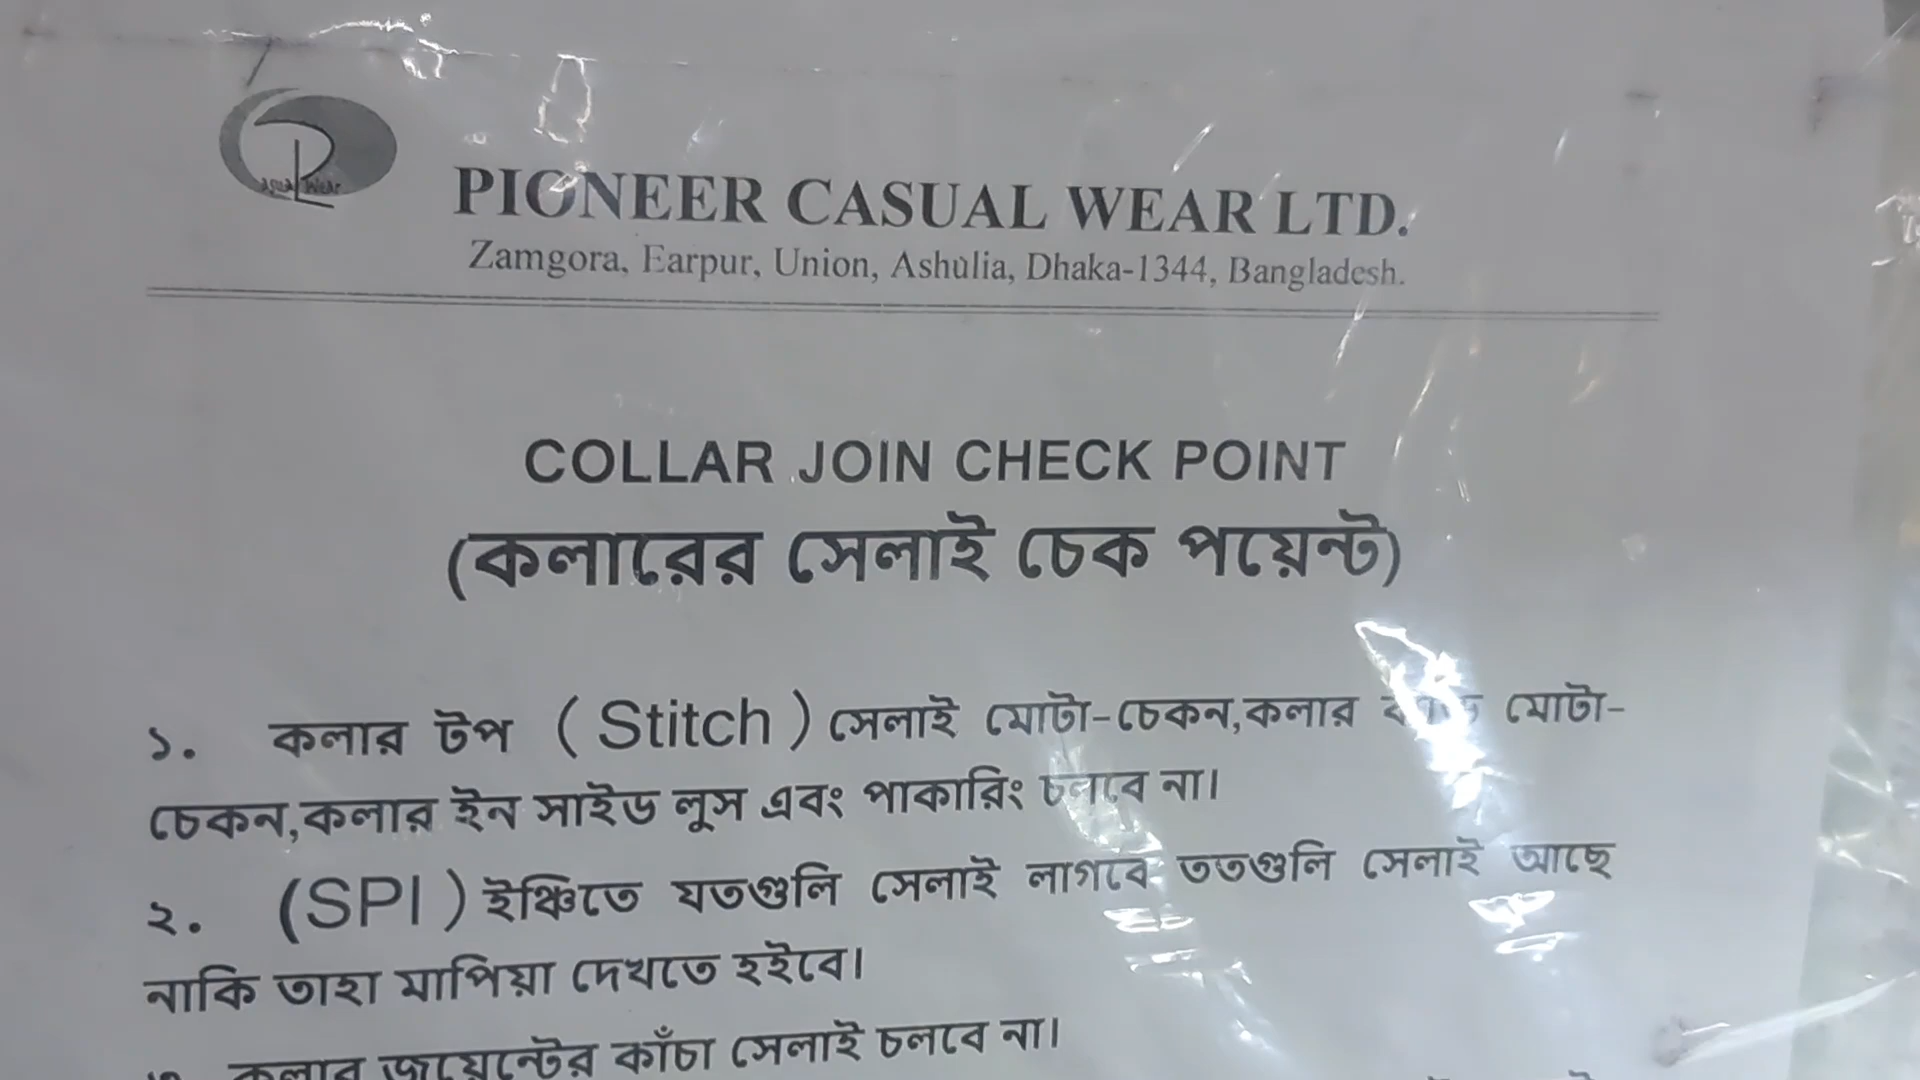 PIONEER CASUAL WEAR LTD.
Zamgora, Earpur, Union, Ashulia, Dhaka-1344, Bangladesh.
COLLAR JOIN CHECK POINT
(কলারের সেলাই চেক পয়েন্ট)
১. কলার টপ ( Stitch ) সেলাই মোটা-চেকন,কলার মোটা-
চেকন,কলার ইন সাইড লুস এবং পাকারিং চলবে না।
২. (SPI ) ইঞ্চিতে যতগুলি সেলাই লাগবে ততগুলি সেলাই আছে
নাকি তাহা মাপিয়া দেখতে হইবে।
৩. কলার জয়েন্টের কাঁচা সেলাই চলবে না।